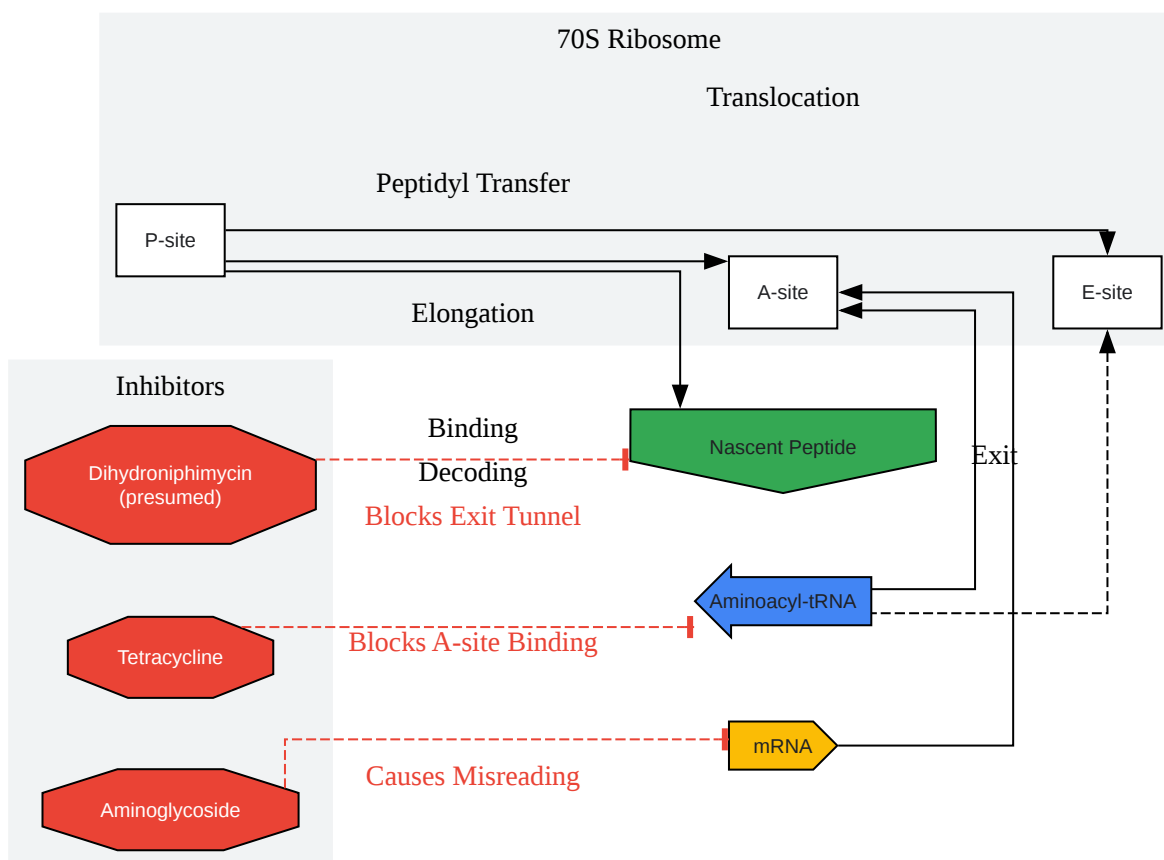 70S Ribosome
Translocation
Peptidyl Transfer
P-site
A-site
E-site
Elongation
Inhibitors
Binding
Dihydroniphimycin
(presumed)
Nascent Peptide
Exit
Decoding
Blocks Exit Tunnel
Aminoacyl-tRNA
Blocks A-site Binding
Tetracycline
mRNA
Causes Misreading
Aminoglycoside